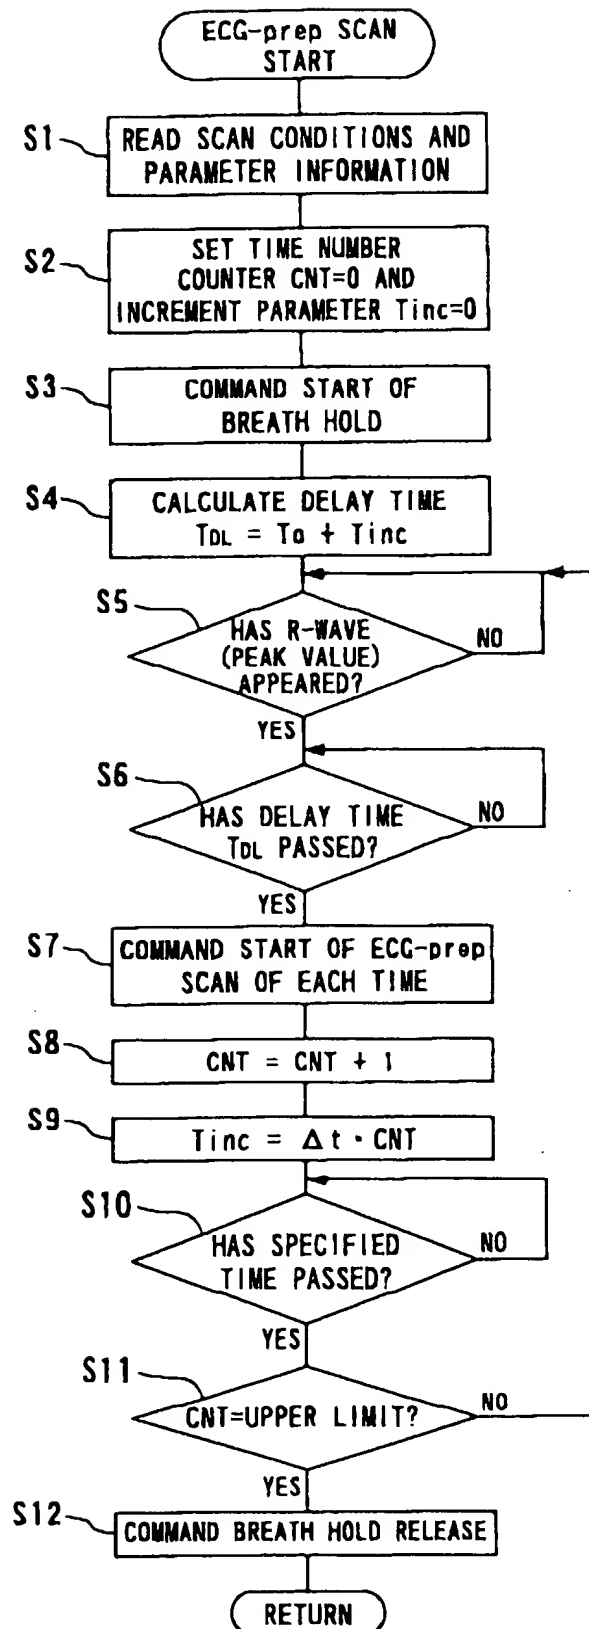 ECG-prep SCAN
START
S1
READ SCAN CONDITIONS AND
PARAMETER INFORMATION
S2
SET TIME NUMBER
COUNTER CNT=0 AND
INCREMENT PARAMETER Tinc=0
S3
COMMAND START OF
BREATH HOLD
S4
CALCULATE DELAY TIME
TDL = To + Tinc
S5
HAS R-WAVE
(PEAK VALUE)
APPEARED?
NO
YES
S6
HAS DELAY TIME
TDL PASSED?
NO
YES
S7
COMMAND START OF ECG-prep
SCAN OF EACH TIME
S8
CNT = CNT + 1
S9
Tinc = Δt · CNT
S10
HAS SPECIFIED
TIME PASSED?
NO
YES
S11
CNT=UPPER LIMIT?
NO
YES
S12
COMMAND BREATH HOLD RELEASE
RETURN